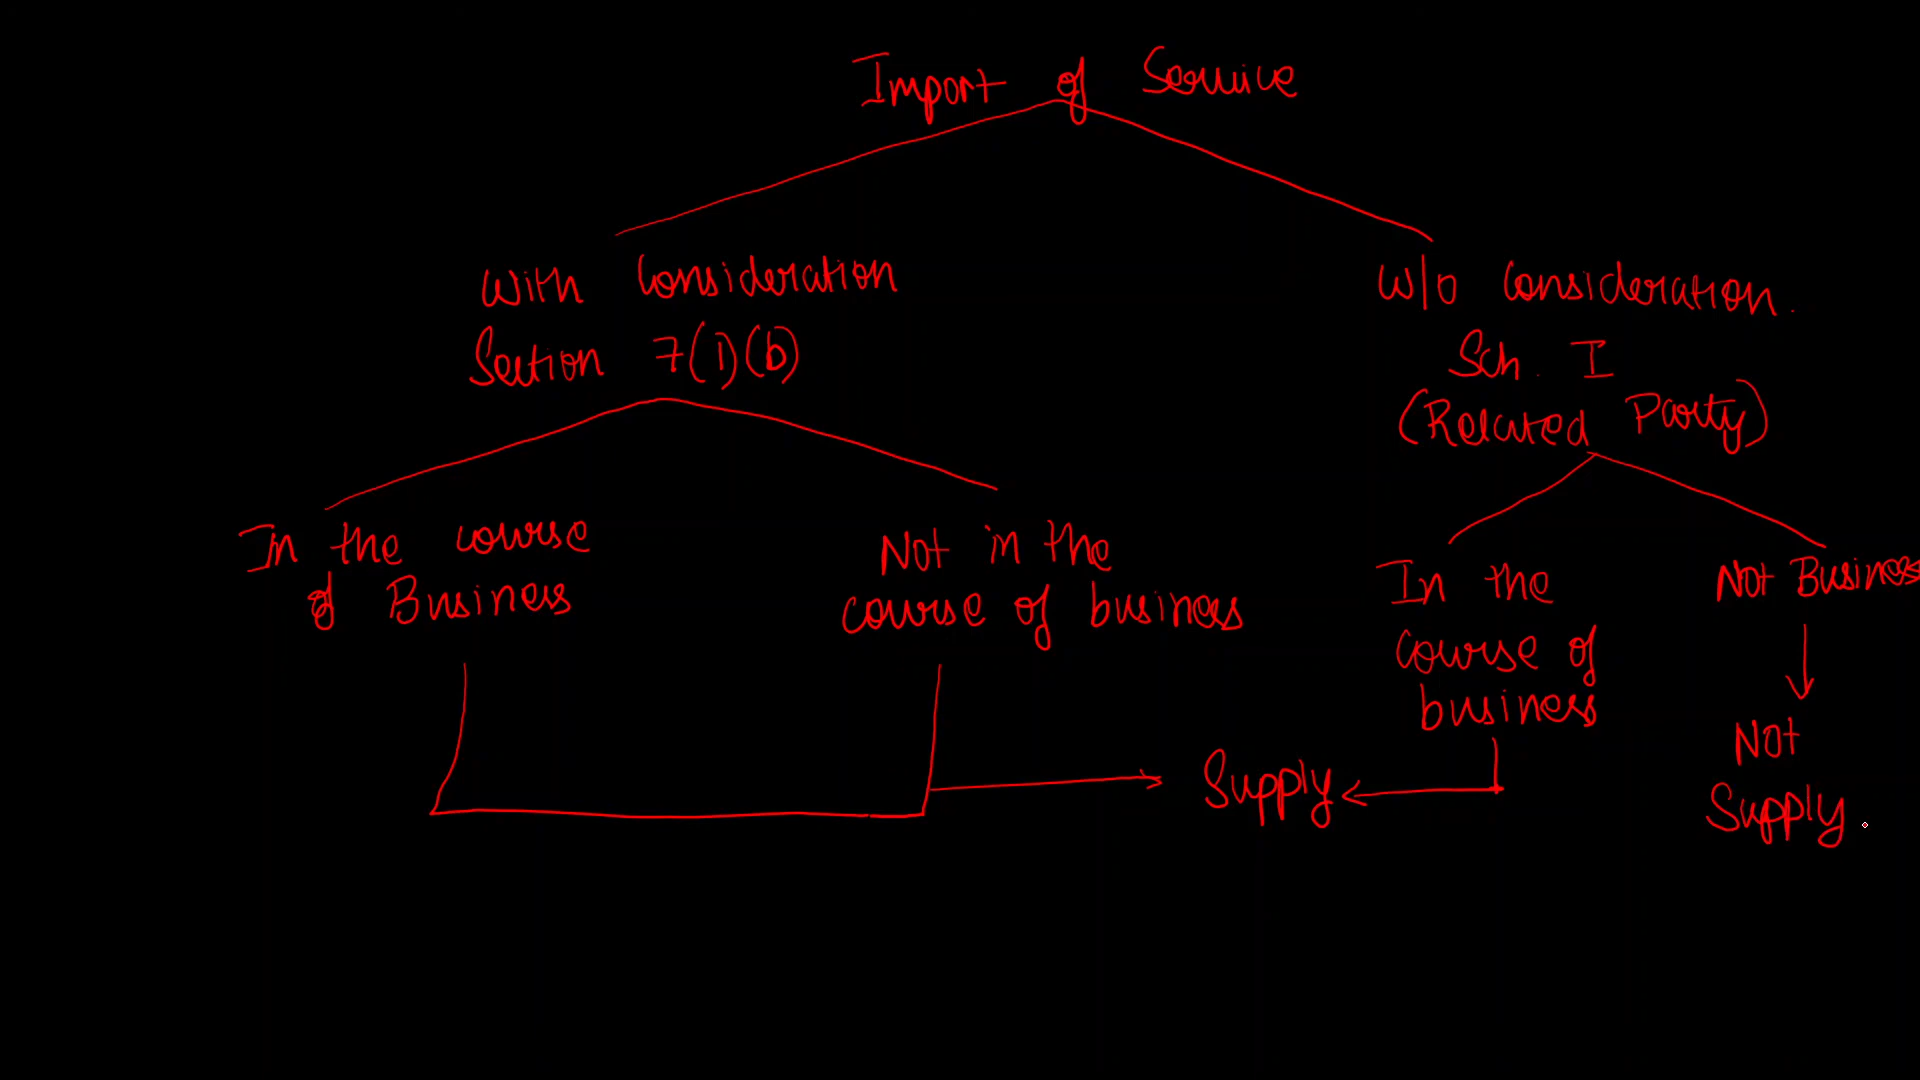 Import of Service
With Consideration
Section 7(1)(b)
W/o Consideration.
Sch. I
(Related Party)
In the course
of Business
Not in the
course of business
In the
course of
business
Not Business
Supply
Not
Supply.